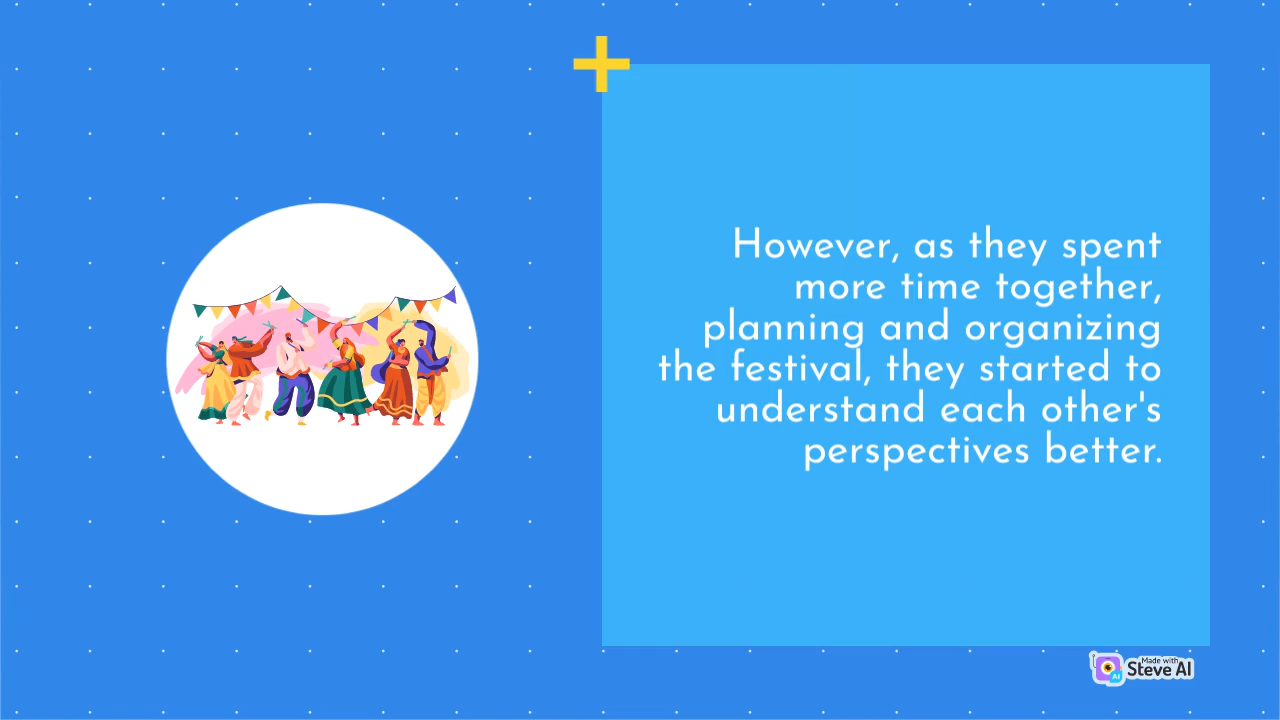 However, as they spent
more time together,
planning and organizing
the festival, they started to
understand each other's
perspectives better.
Made with
Steve AI
AI